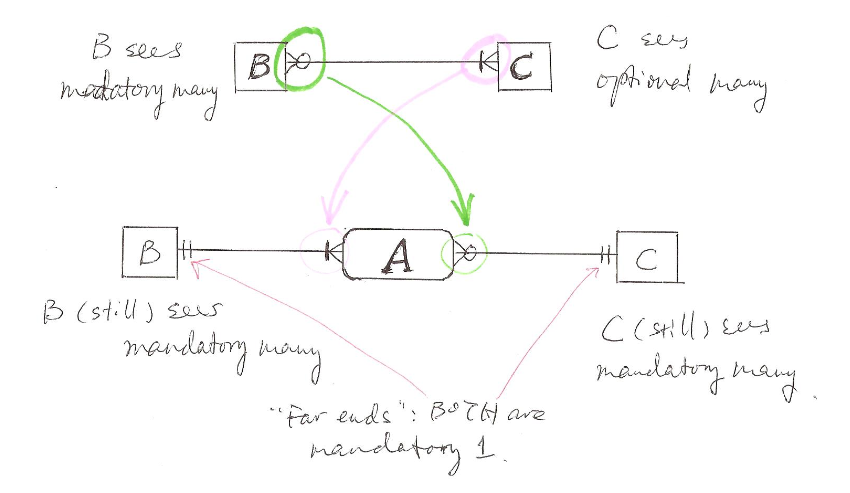 B sees
madatory many
B
C
C sees
optional many
B
A
C
B (still) sees
mandatory many
C (still) sees
mandatory many.
"Far ends": BOTH are
mandatory 1.